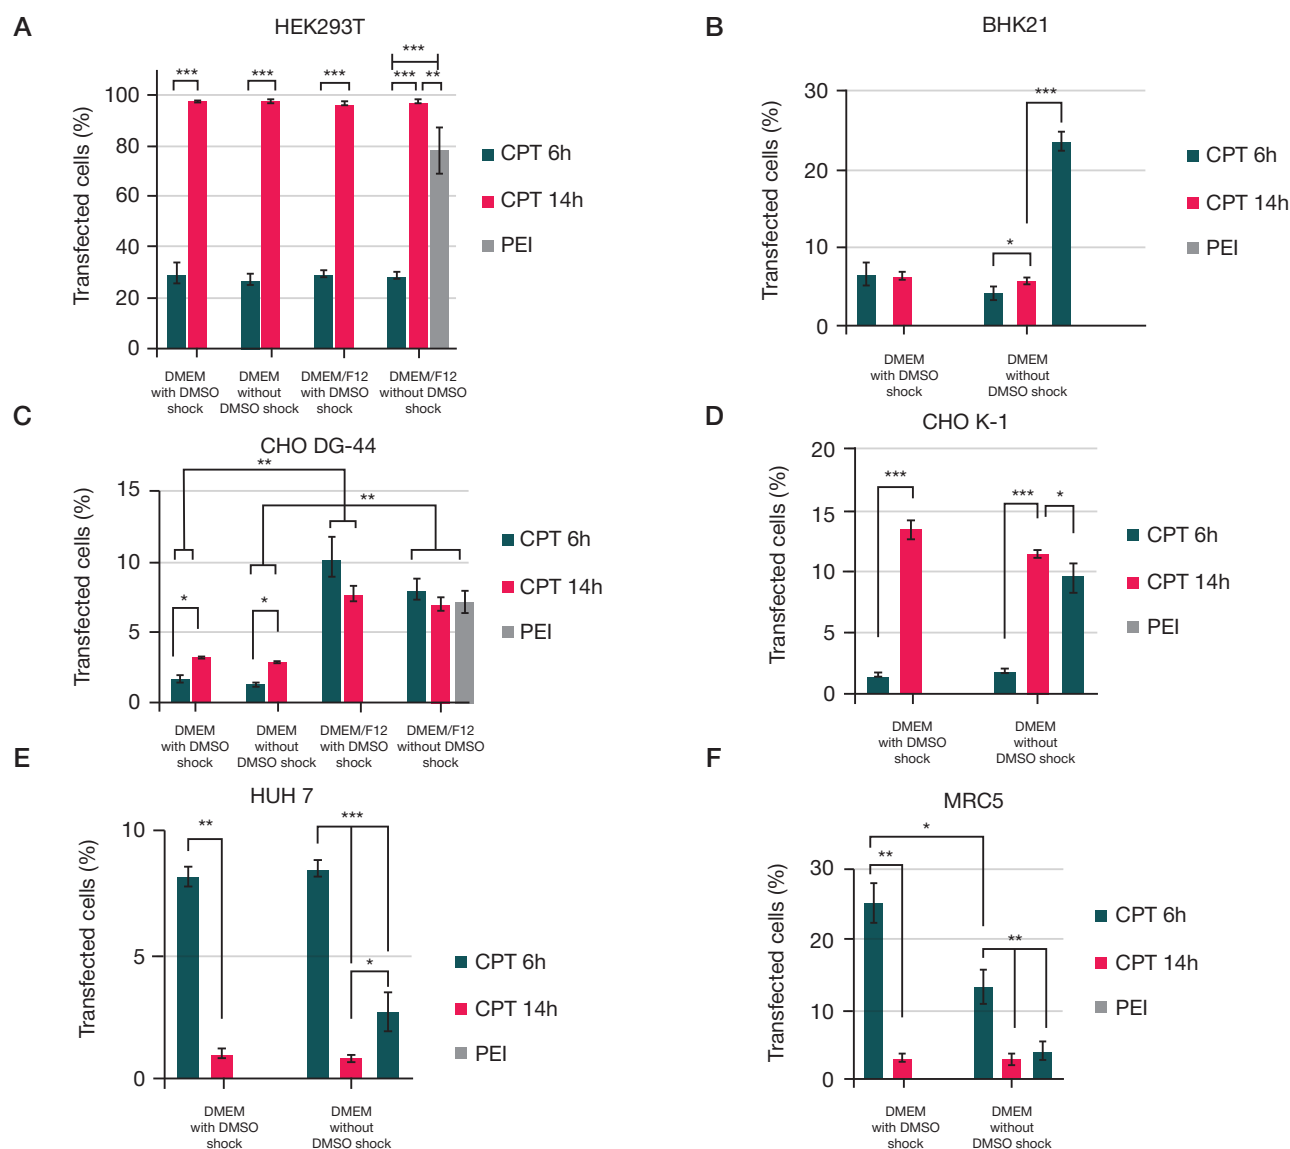 A
HEK293T
Transfected cells (%)
100
80
60
40
20
0
***
***
***
***
***
**
DMEM
with DMSO
shock
DMEM
without
DMSO shock
DMEM/F12
with DMSO
shock
DMEM/F12
without DMSO
shock
CPT 6h
CPT 14h
PEI
B
BHK21
Transfected cells (%)
30
20
10
0
*
***
DMEM
with DMSO
shock
DMEM
without
DMSO shock
CPT 6h
CPT 14h
PEI
C
CHO DG-44
Transfected cells (%)
15
10
5
0
**
**
*
*
DMEM
with DMSO
shock
DMEM
without
DMSO shock
DMEM/F12
with DMSO
shock
DMEM/F12
without DMSO
shock
CPT 6h
CPT 14h
PEI
D
CHO K-1
Transfected cells (%)
20
15
10
5
0
***
***
*
DMEM
with DMSO
shock
DMEM
without
DMSO shock
CPT 6h
CPT 14h
PEI
E
HUH 7
Transfected cells (%)
10
5
0
**
***
*
DMEM
with DMSO
shock
DMEM
without
DMSO shock
CPT 6h
CPT 14h
PEI
F
MRC5
Transfected cells (%)
30
20
10
0
*
**
**
DMEM
with DMSO
shock
DMEM
without
DMSO shock
CPT 6h
CPT 14h
PEI